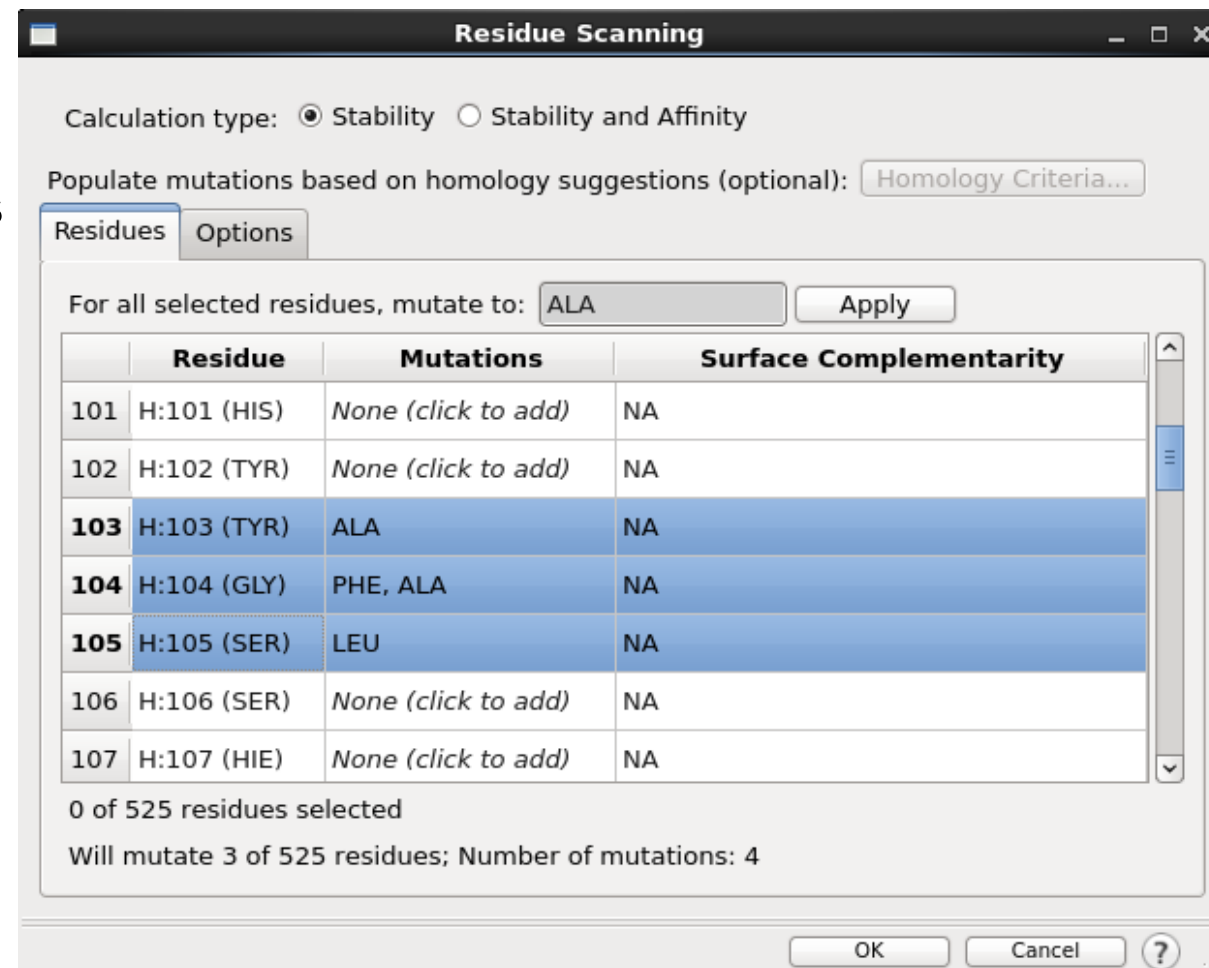 Residue Scanning
Calculation type: Stability Stability and Affinity
Populate mutations based on homology suggestions (optional): Homology Criteria...
Residues Options
For all selected residues, mutate to: ALA Apply
Residue Mutations Surface Complementarity
101 H:101 (HIS) None (click to add) NA
102 H:102 (TYR) None (click to add) NA
103 H:103 (TYR) ALA NA
104 H:104 (GLY) PHE, ALA NA
105 H:105 (SER) LEU NA
106 H:106 (SER) None (click to add) NA
107 H:107 (HIE) None (click to add) NA
0 of 525 residues selected
Will mutate 3 of 525 residues; Number of mutations: 4
OK Cancel ?